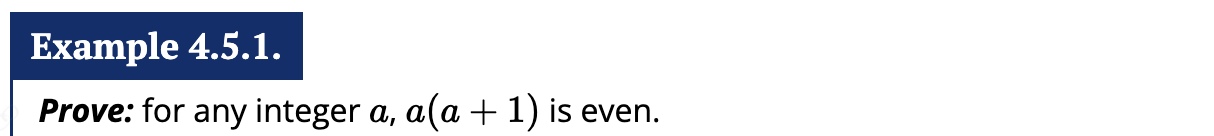 Example 4.5.1.
Prove: for any integer a, a(a + 1) is even.